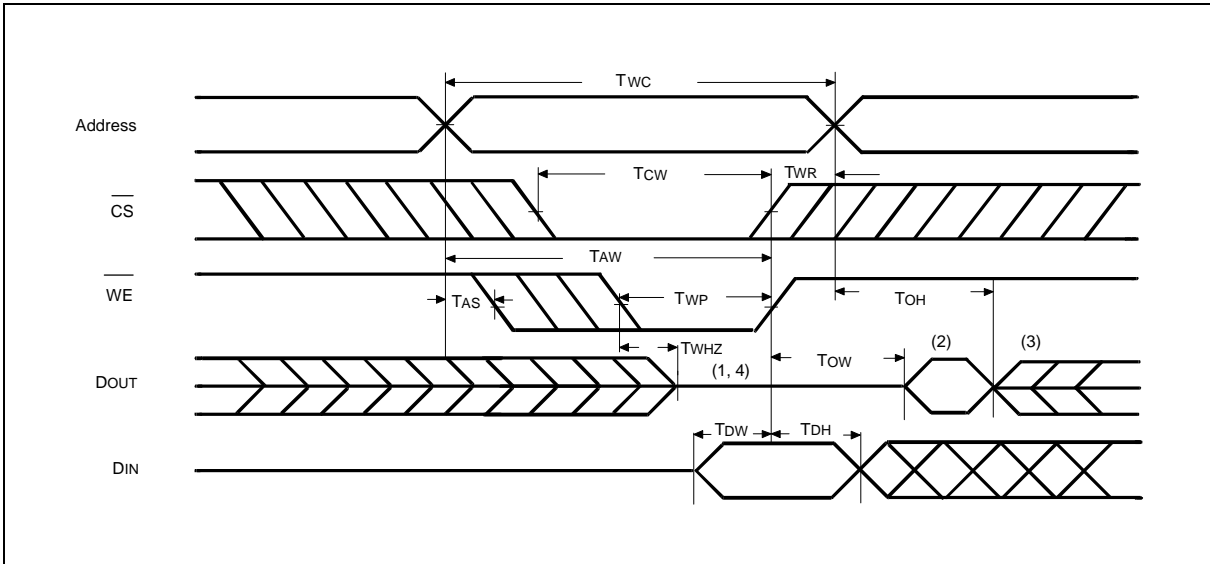 TWC
Address
TCW
TWR
CS
TAW
WE
TAS
TWP
TOH
TWHZ
(2)
(3)
DOUT
(1, 4)
TOW
TDW
TDH
DIN